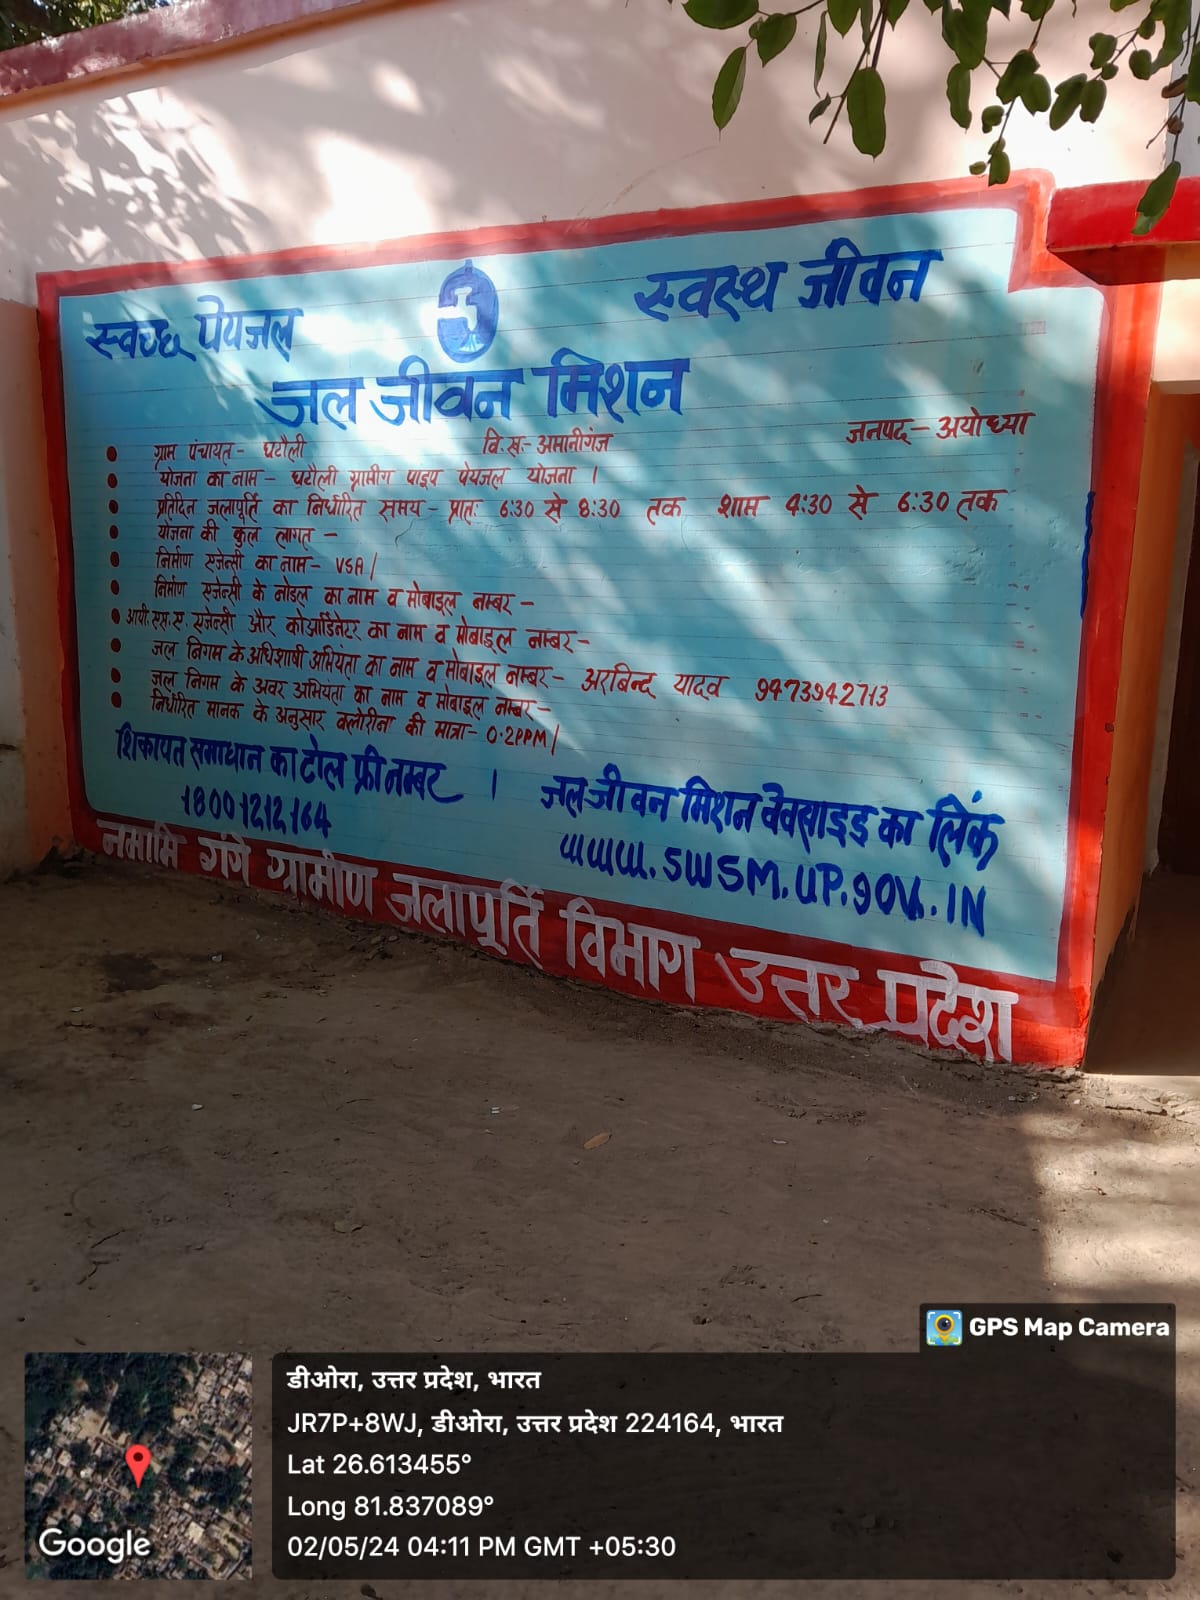 स्वच्छ पेयजल
स्वस्थ जीवन
जल जीवन मिशन
ग्राम पंचायत- घटौली वि.ख.- अमानीगंज जनपद- अयोध्या
योजना का नाम- घटौली ग्रामीण पाइप पेयजल योजना ।
प्रतिदिन जलापूर्ति का निर्धारित समय- प्रातः 6:30 से 8:30 तक शाम 4:30 से 6:30 तक
योजना की कुल लागत -
निर्माण एजेन्सी का नाम- VSA/
निर्माण एजेन्सी के नोडल का नाम व मोबाइल नम्बर -
आयी.एस.ए. एजेन्सी और कोआर्डिनेटर का नाम व मोबाइल नम्बर-
जल निगम के अधिशाषी अभियंता का नाम व मोबाइल नम्बर- अरबिन्द यादव 9473942713
जल निगम के अवर अभियंता का नाम व मोबाइल नम्बर-
निर्धारित मानक के अनुसार क्लोरीन की मात्रा- 0.2PPM/
शिकायत समाधान का टोल फ्री नम्बर ।
18001212164
जल जीवन मिशन वेवसाइड का लिंक
WWW.SWSM.UP.gov.IN
नमामि गंगे ग्रामीण जलापूर्ति विभाग उत्तर प्रदेश
GPS Map Camera
डीओरा, उत्तर प्रदेश, भारत
JR7P+8WJ, डीओरा, उत्तर प्रदेश 224164, भारत
Lat 26.613455°
Long 81.837089°
02/05/24 04:11 PM GMT +05:30
Google